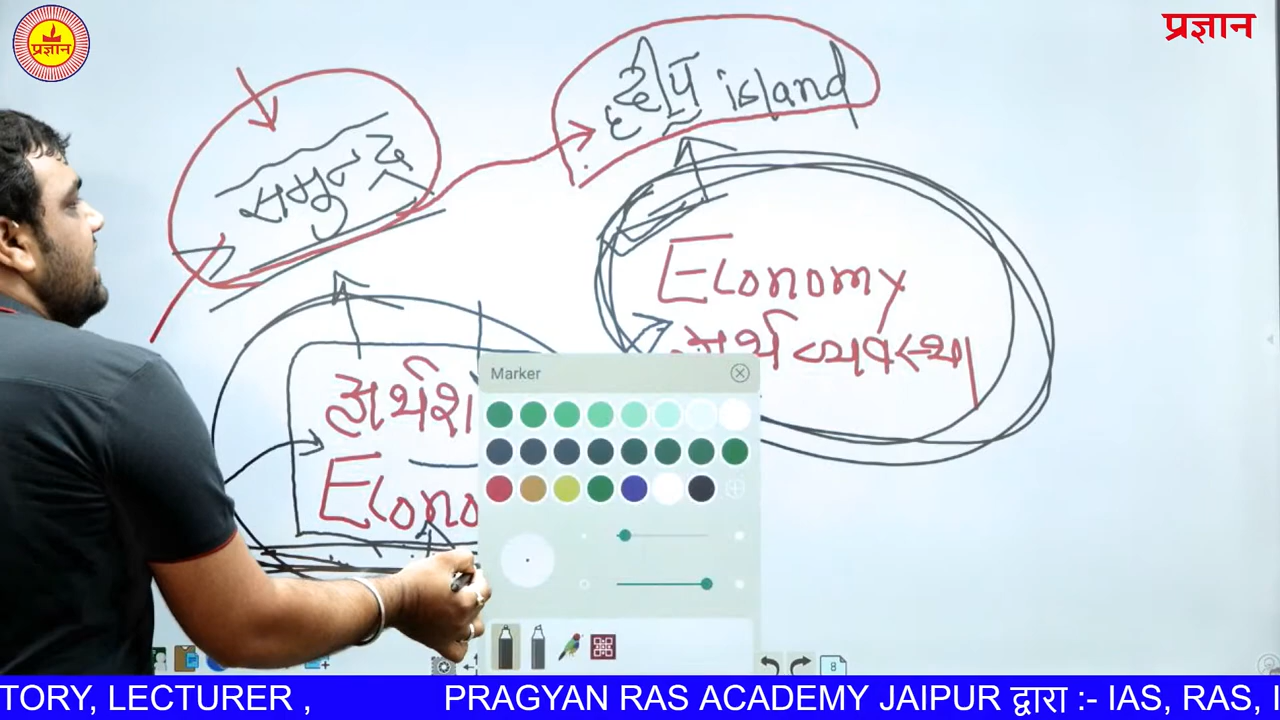 प्रज्ञान
प्रज्ञान
द्वीप island
समुन्द्र
Economy
अर्थव्यवस्था
अर्थशा
Econo
Marker
8
TORY, LECTURER , PRAGYAN RAS ACADEMY JAIPUR द्वारा :- IAS, RAS, I